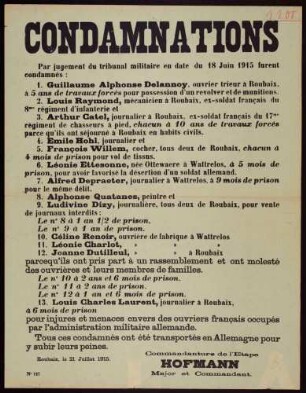 CONDAMNATIONS
Par jugement du tribunal militaire en date du 18 Juin 1915 furent
condamnés :
1. Guillaume Alphonse Delannoy, ouvrier trieur à Roubaix,
à 5 ans de travaux forcés pour possession d'un revolver et de munitions.
2. Louis Raymond, mécanicien à Roubaix, ex-soldat français du
8me régiment d'infanterie et
3. Arthur Catel, journalier à Roubaix, ex-soldat français du 17me
régiment de chasseurs à pied, chacun à 10 ans de travaux forcés
parce qu'ils ont séjourné à Roubaix en habits civils.
4. Emile Hohl, journalier et
5. François Willem, cocher, tous deux de Roubaix, chacun à
4 mois de prison pour vol de tissus.
6. Léonie Ettesonne, née Ottewaere à Wattrelos, à 5 mois de
prison, pour avoir favorisé la désertion d'un soldat allemand.
7. Alfred Depraeter, journalier à Wattrelos, à 9 mois de prison
pour le même délit.
8. Alphonse Quatanes, peintre et
9. Ludivine Dizy, journalière, tous deux de Roubaix, pour vente
de journaux interdits :
Le n° 8 à 1 an 1/2 de prison.
Le n° 9 à 1 an de prison.
10. Céline Renoir, ouvrière de fabrique à Wattrelos
11. Léonie Charlot, " " à Wattrelos
12. Jeanne Dutilleul, " " à Roubaix
parcequ'ils ont pris part à un rassemblement et ont molesté
des ouvrières et leurs membres de familles.
Le n° 10 à 2 ans et 6 mois de prison.
Le n° 11 à 2 ans de prison.
Le n° 12 à 1 an et 6 mois de prison.
13. Louis Charles Laurent, journalier à Roubaix,
à 6 mois de prison
pour injures et menaces envers des ouvriers français occupés
par l'administration militaire allemande.
Tous ces condamnés ont été transportés en Allemagne pour
y subir leurs peines.
Roubaix, le 21 Juillet 1915.
Commandanture de l'Etape
HOFMANN
Major et Commandant.